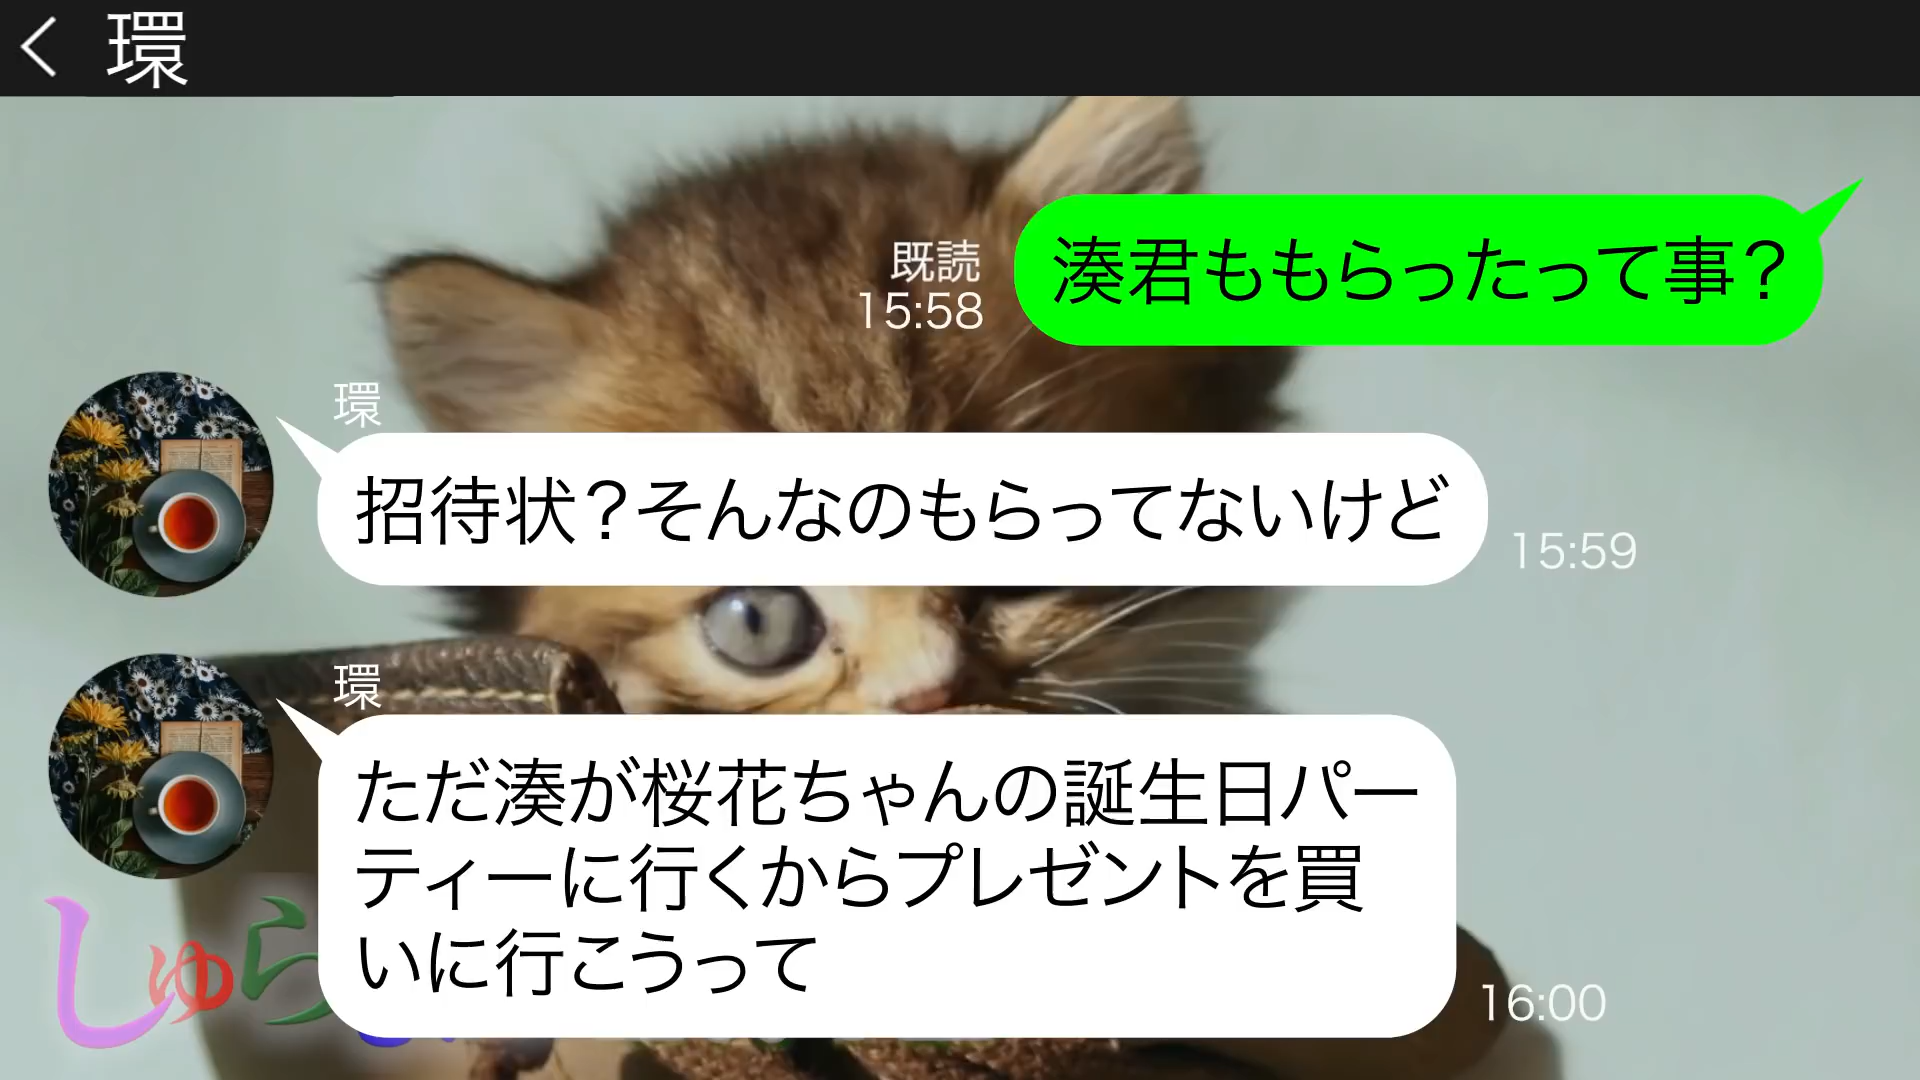 環
湊君ももらったって事？
既読
15:58
環
招待状？そんなのもらってないけど
15:59
環
ただ湊が桜花ちゃんの誕生日パー
ティーに行くからプレゼントを買
いに行こうって
16:00
しゅら